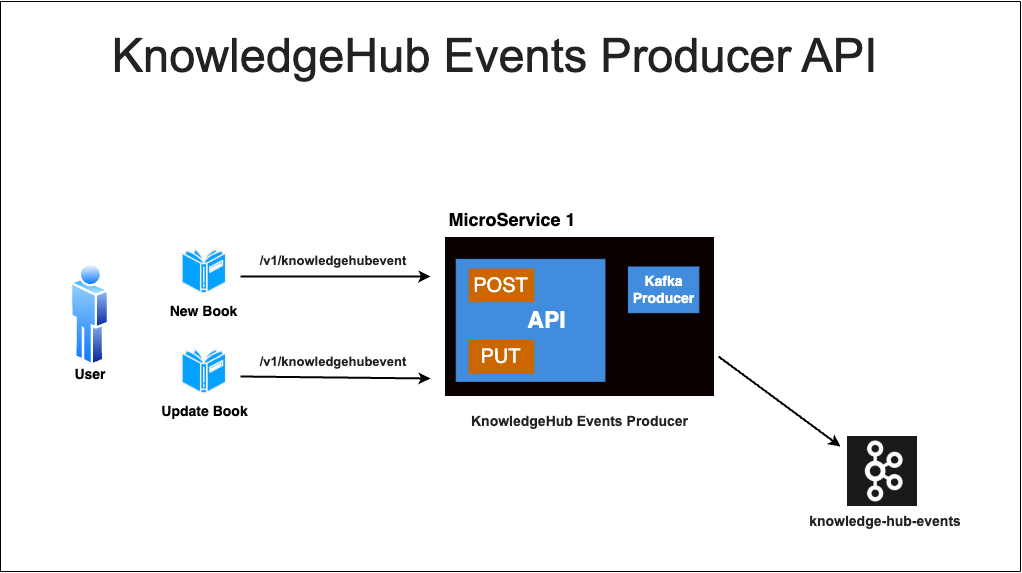 KnowledgeHub Events Producer API
MicroService 1
/v1/knowledgehubevent
New Book
POST
Kafka
Producer
API
User
/v1/knowledgehubevent
Update Book
PUT
KnowledgeHub Events Producer
knowledge-hub-events